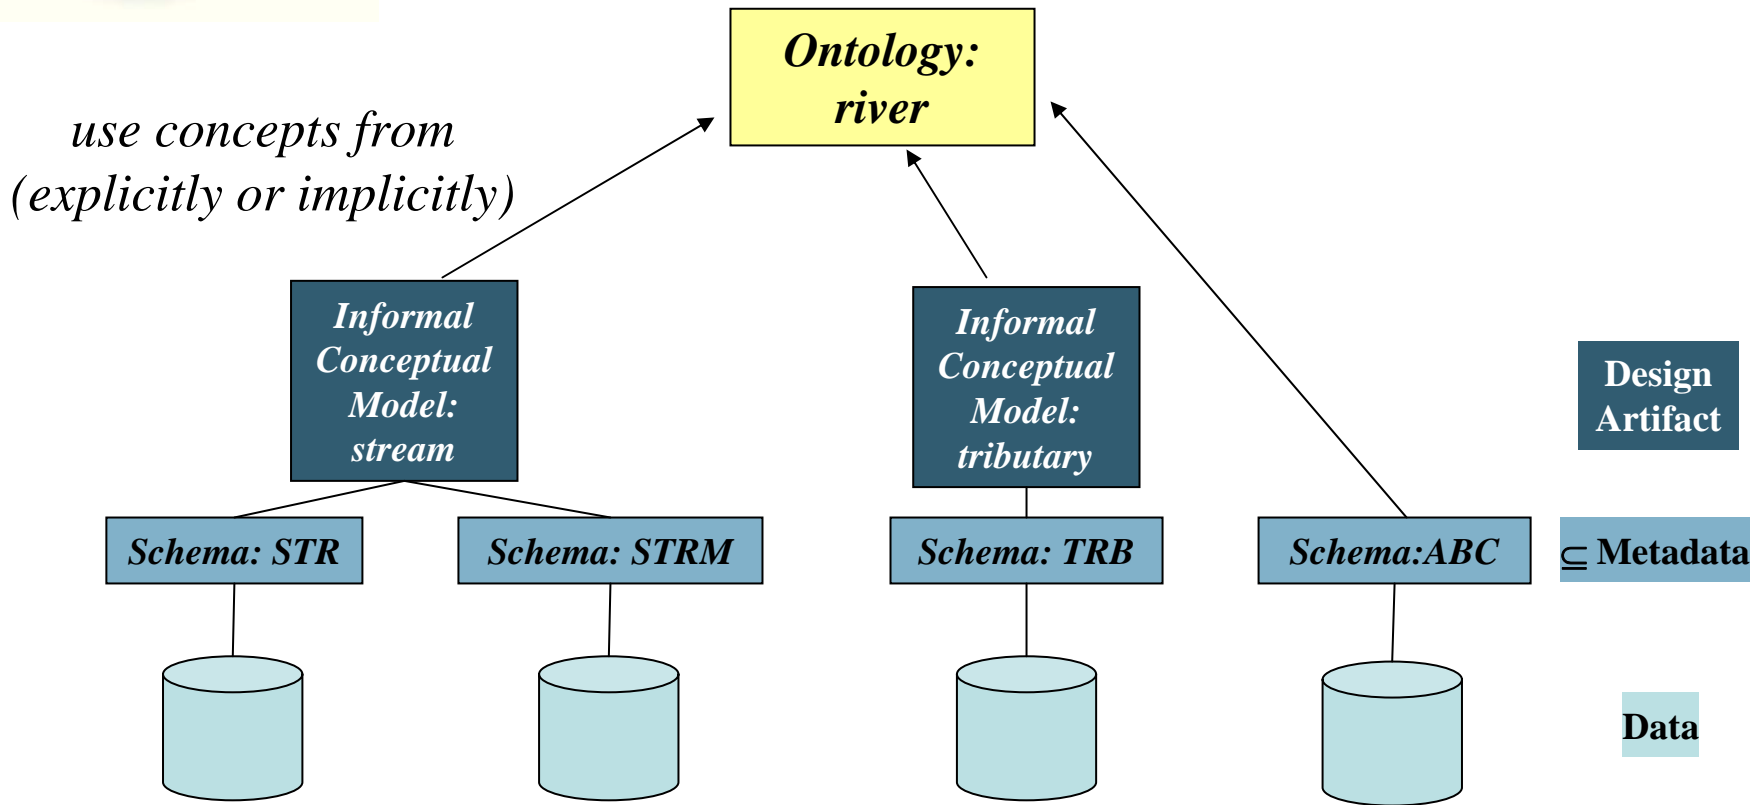 Ontology:
river
use concepts from
(explicitly or implicitly)
Informal
Conceptual
Model:
stream
Informal
Conceptual
Model:
tributary
Design
Artifact
Schema: STR
Schema: STRM
Schema: TRB
Schema:ABC
⊆ Metadata
Data